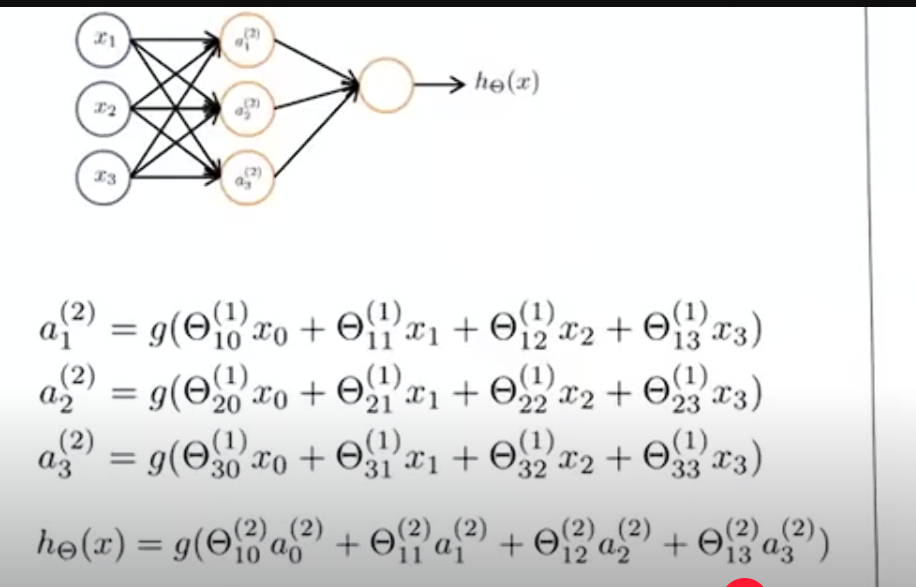 x₁ a₁⁽²⁾
x₂ a₂⁽²⁾ h_Θ(x)
x₃ a₃⁽²⁾
a₁⁽²⁾ = g(Θ₁₀⁽¹⁾x₀ + Θ₁₁⁽¹⁾x₁ + Θ₁₂⁽¹⁾x₂ + Θ₁₃⁽¹⁾x₃)
a₂⁽²⁾ = g(Θ₂₀⁽¹⁾x₀ + Θ₂₁⁽¹⁾x₁ + Θ₂₂⁽¹⁾x₂ + Θ₂₃⁽¹⁾x₃)
a₃⁽²⁾ = g(Θ₃₀⁽¹⁾x₀ + Θ₃₁⁽¹⁾x₁ + Θ₃₂⁽¹⁾x₂ + Θ₃₃⁽¹⁾x₃)
h_Θ(x) = g(Θ₁₀⁽²⁾a₀⁽²⁾ + Θ₁₁⁽²⁾a₁⁽²⁾ + Θ₁₂⁽²⁾a₂⁽²⁾ + Θ₁₃⁽²⁾a₃⁽²⁾)